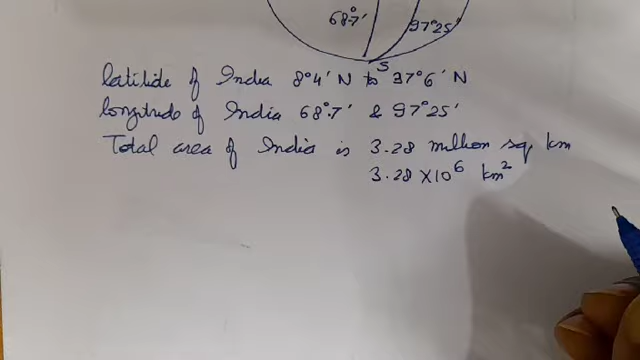 68°7'
97°25'
S
latitude of India 8°4' N to 37°6' N
longitude of India 68°.7' & 97°25'
Total area of India is 3.28 million sq km
3.28 X 10⁶ km²